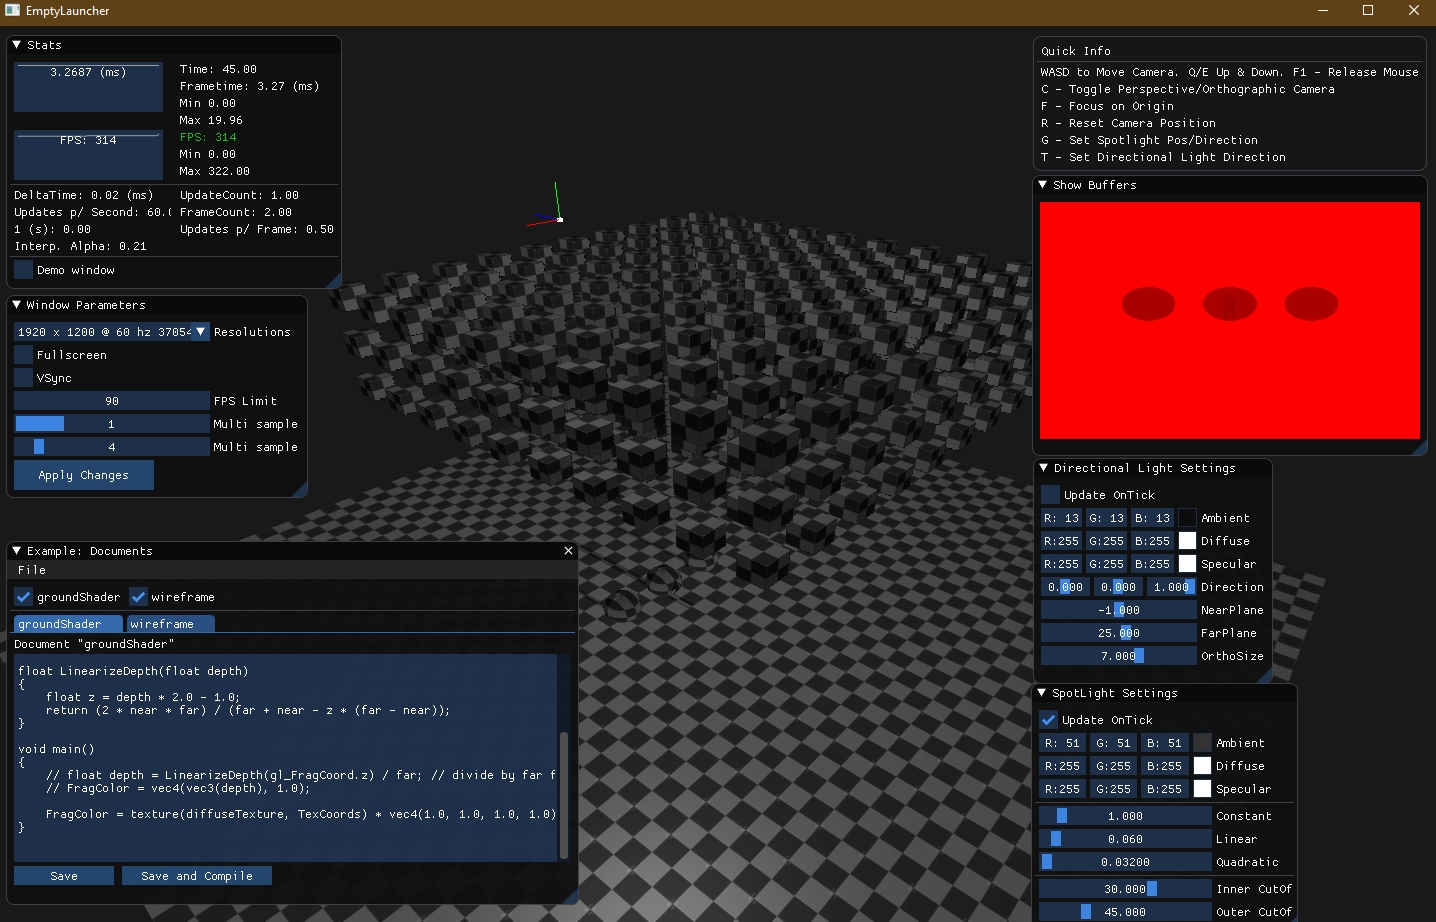 EmptyLauncher
Stats
3.2687 (ms)
Time: 45.00
Frametime: 3.27 (ms)
Min 0.00
Max 19.96
FPS: 314
FPS: 314
Min 0.00
Max 322.00
DeltaTime: 0.02 (ms)
UpdateCount: 1.00
Updates p/ Second: 60.(
FrameCount: 2.00
1 (s): 0.00
Updates p/ Frame: 0.50
Interp. Alpha: 0.21
Demo window
Window Parameters
1920 x 1200 @ 60 hz 37054 Resolutions
Fullscreen
VSync
90 FPS Limit
1 Multi sample
4 Multi sample
Apply Changes
Example: Documents
File
groundShader wireframe
groundShader wireframe
Document "groundShader"
float LinearizeDepth(float depth)
{
float z = depth * 2.0 - 1.0;
return (2 * near * far) / (far + near - z * (far - near));
}
void main()
{
// float depth = LinearizeDepth(gl_FragCoord.z) / far; // divide by far f
// FragColor = vec4(vec3(depth), 1.0);
FragColor = texture(diffuseTexture, TexCoords) * vec4(1.0, 1.0, 1.0, 1.0)
}
Save Save and Compile
Quick Info
WASD to Move Camera. Q/E Up & Down. F1 - Release Mouse
C - Toggle Perspective/Orthographic Camera
F - Focus on Origin
R - Reset Camera Position
G - Set Spotlight Pos/Direction
T - Set Directional Light Direction
Show Buffers
Directional Light Settings
Update OnTick
R: 13 G: 13 B: 13 Ambient
R:255 G:255 B:255 Diffuse
R:255 G:255 B:255 Specular
0.000 0.000 1.000 Direction
-1.000 NearPlane
25.000 FarPlane
7.000 OrthoSize
SpotLight Settings
Update OnTick
R: 51 G: 51 B: 51 Ambient
R:255 G:255 B:255 Diffuse
R:255 G:255 B:255 Specular
1.000 Constant
0.060 Linear
0.03200 Quadratic
30.000 Inner CutOf
45.000 Outer CutOf